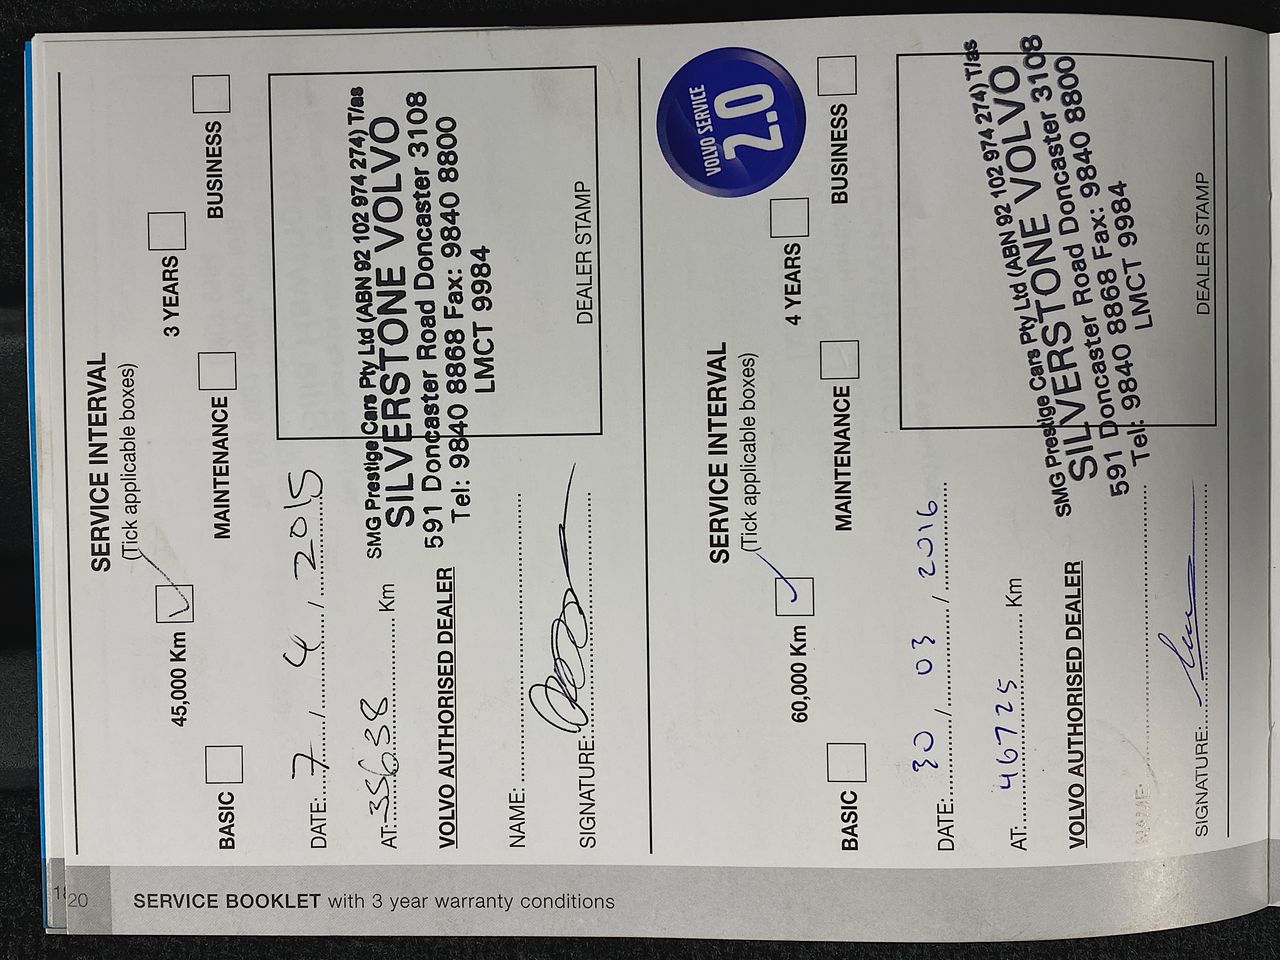 SERVICE INTERVAL
(Tick applicable boxes)
45,000 Km
3 YEARS
BASIC
MAINTENANCE
BUSINESS
DATE: 7 / 4 / 2015
AT: 35638 Km
SMG Prestige Cars Pty Ltd (ABN 92 102 974 274) T/as
SILVERSTONE VOLVO
591 Doncaster Road Doncaster 3108
Tel: 9840 8868 Fax: 9840 8800
LMCT 9984
VOLVO AUTHORISED DEALER
NAME:
SIGNATURE:
DEALER STAMP
VOLVO SERVICE
2.0
SERVICE INTERVAL
(Tick applicable boxes)
60,000 Km
4 YEARS
BASIC
MAINTENANCE
BUSINESS
DATE: 30 / 03 / 2016
AT: 46725 Km
SMG Prestige Cars Pty Ltd (ABN 92 102 974 274) T/as
SILVERSTONE VOLVO
591 Doncaster Road Doncaster 3108
Tel: 9840 8868 Fax: 9840 8800
LMCT 9984
VOLVO AUTHORISED DEALER
NAME:
SIGNATURE:
DEALER STAMP
20
SERVICE BOOKLET with 3 year warranty conditions